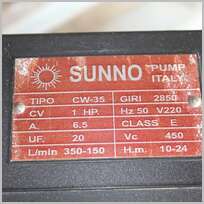 SUNNO PUMP ITALY.
TIPO CW-35 GIRI 2850
CV 1 HP. Hz 50 V220
A. 6.5 CLASS E
UF. 20 Vc 450
L/min 350-150 H.m. 10-24